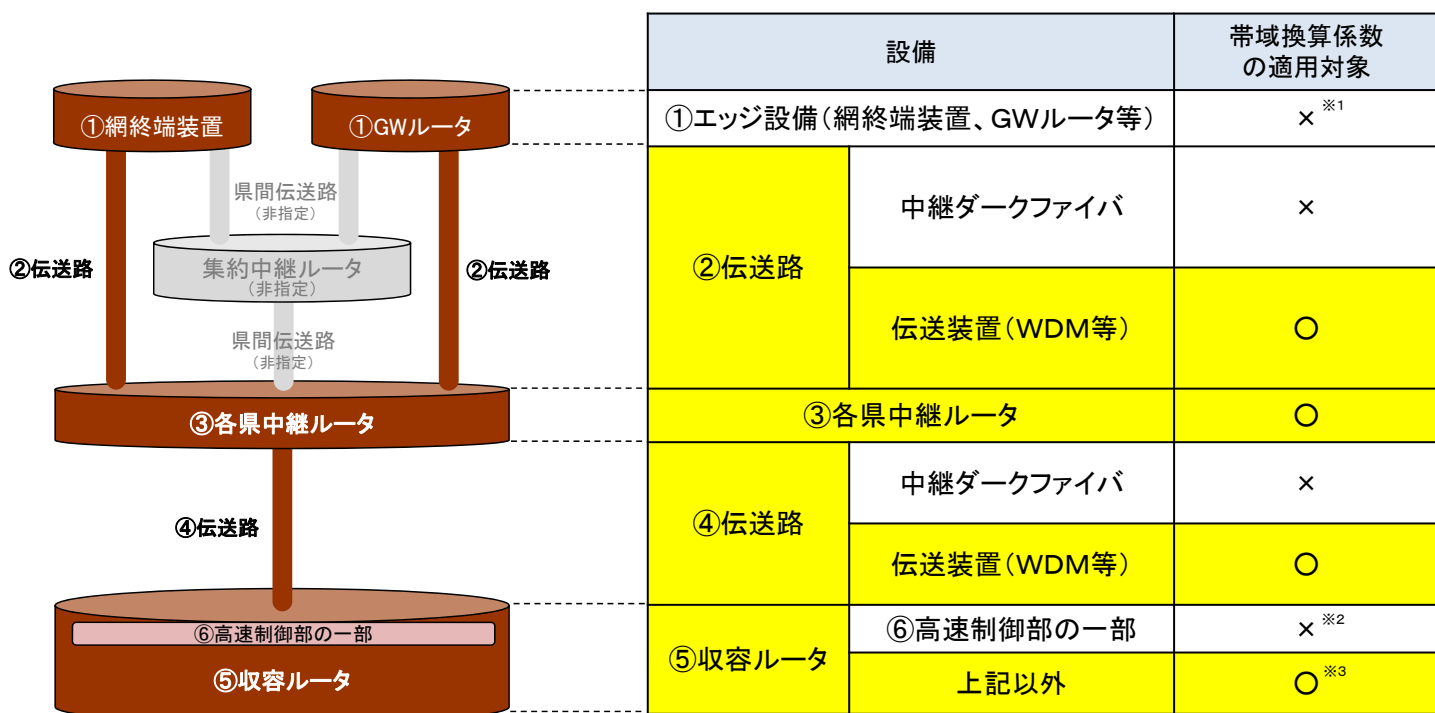 ①網終端装置
①GWルータ
県間伝送路
(非指定)
②伝送路
集約中継ルータ
(非指定)
②伝送路
県間伝送路
(非指定)
③各県中継ルータ
④伝送路
⑥高速制御部の一部
⑤収容ルータ
設備
帯域換算係数
の適用対象
①エッジ設備(網終端装置、GWルータ等)
×※1
②伝送路
中継ダークファイバ
×
伝送装置(WDM等)
○
③各県中継ルータ
○
④伝送路
中継ダークファイバ
×
伝送装置(WDM等)
○
⑤収容ルータ
⑥高速制御部の一部
×※2
上記以外
○※3